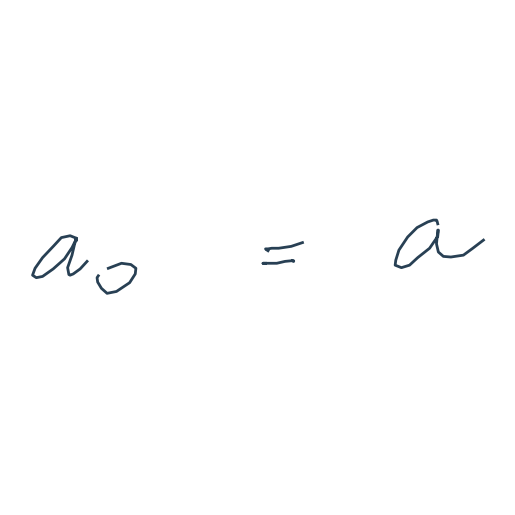 a₀ = a